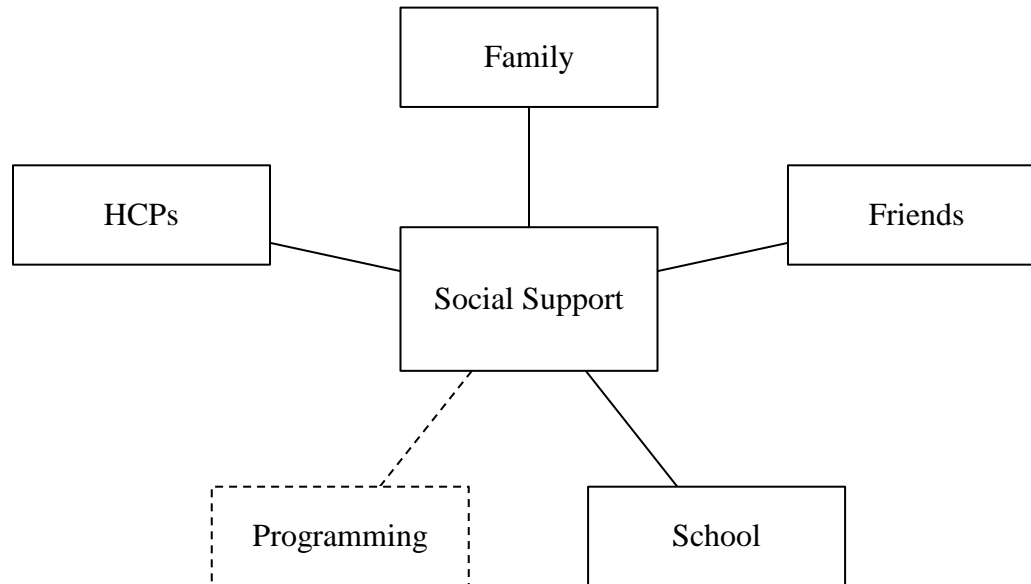 Family
HCPs
Friends
Social Support
Programming
School